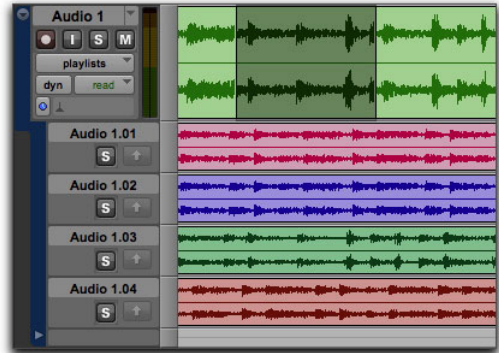 Audio 1
I S M
playlists
dyn read
Audio 1.01
S
Audio 1.02
S
Audio 1.03
S
Audio 1.04
S